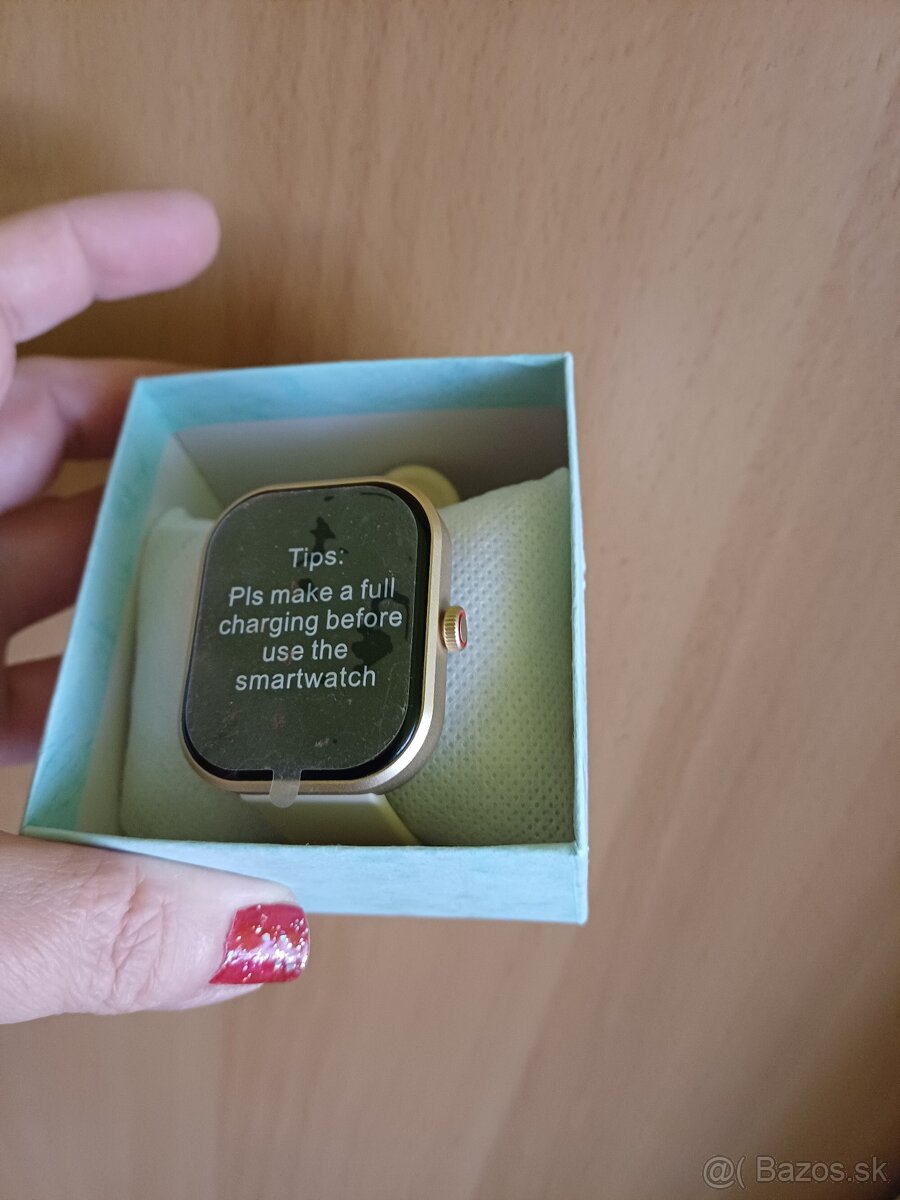 Tips:
Pls make a full
charging before
use the
smartwatch
@( Bazos.sk